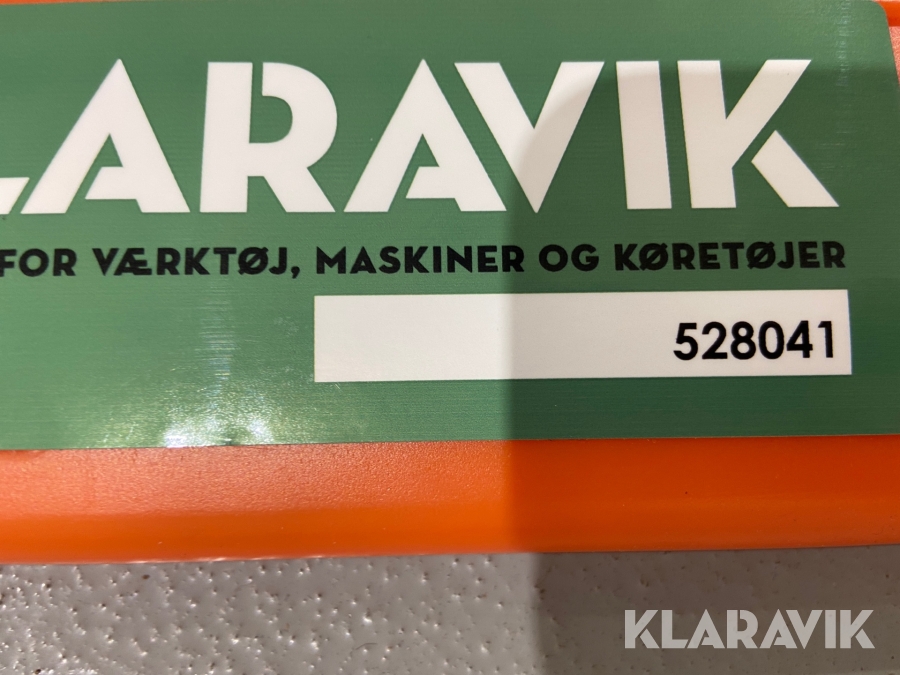 LARAVIK
FOR VÆRKTØJ, MASKINER OG KØRETØJER
528041
KLARAVIK